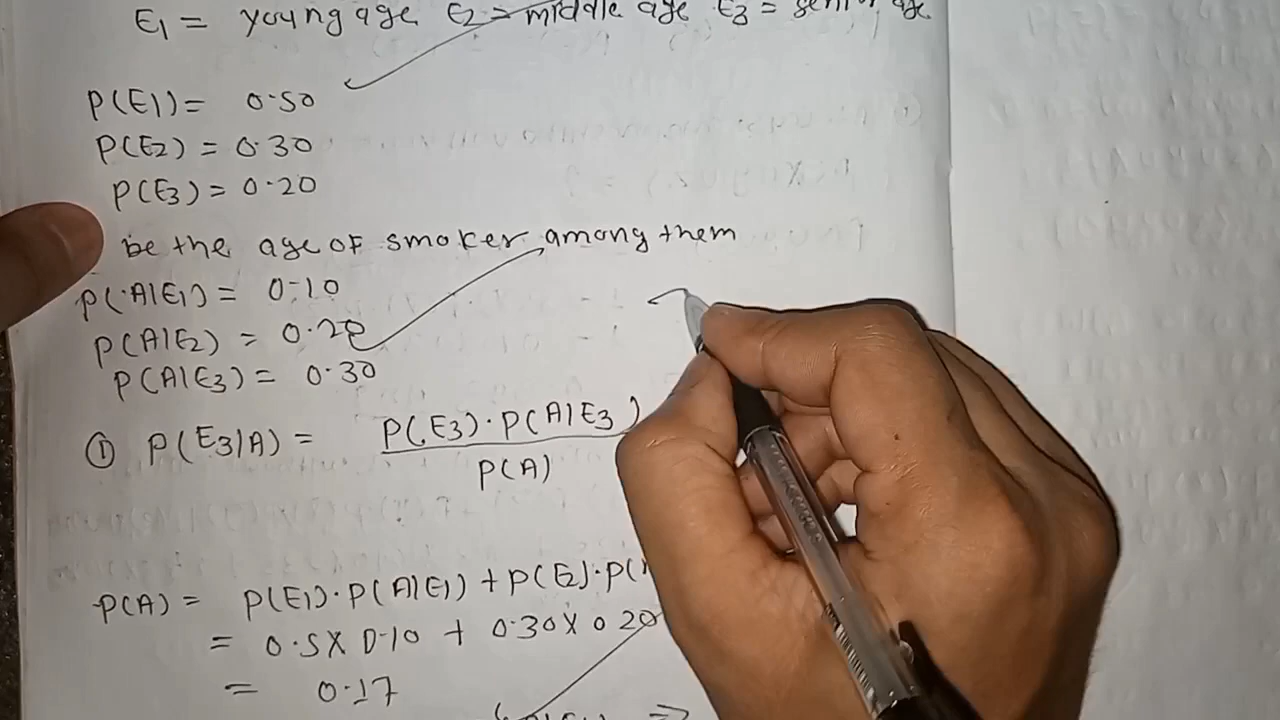 E1 = young age E2 = middle age E3 = senior age
P(E1) = 0.50
P(E2) = 0.30
P(E3) = 0.20
be the age of smoker among them
P(A|E1) = 0.10
P(A|E2) = 0.20
P(A|E3) = 0.30
① P(E3|A) = P(E3)·P(A|E3)
P(A)
P(A) = P(E1)·P(A|E1) + P(E2)·P(
= 0.5 X 0.10 + 0.30 X 0 20
= 0.17